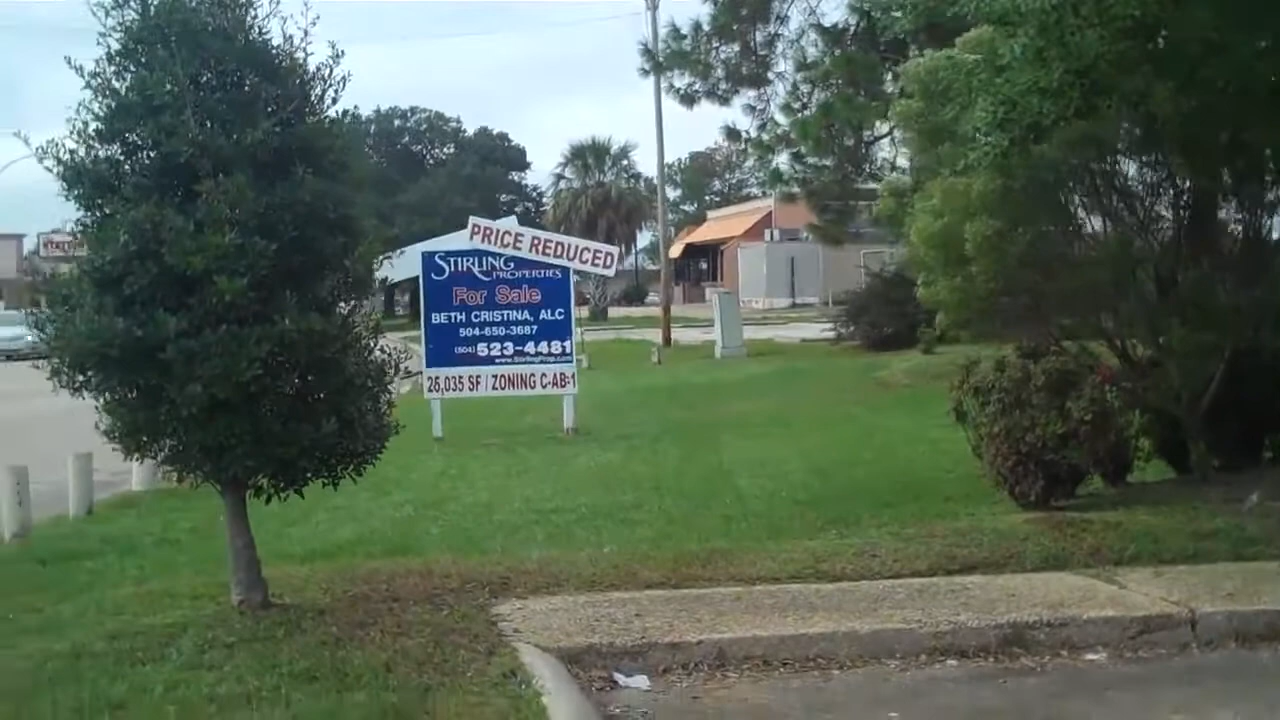 PRICE REDUCED
STIRLING
PROPERTIES
For Sale
BETH CRISTINA, ALC
504-650-3687
(504) 523-4481
www.StirlingProp.com
26,035 SF / ZONING C-AB-1